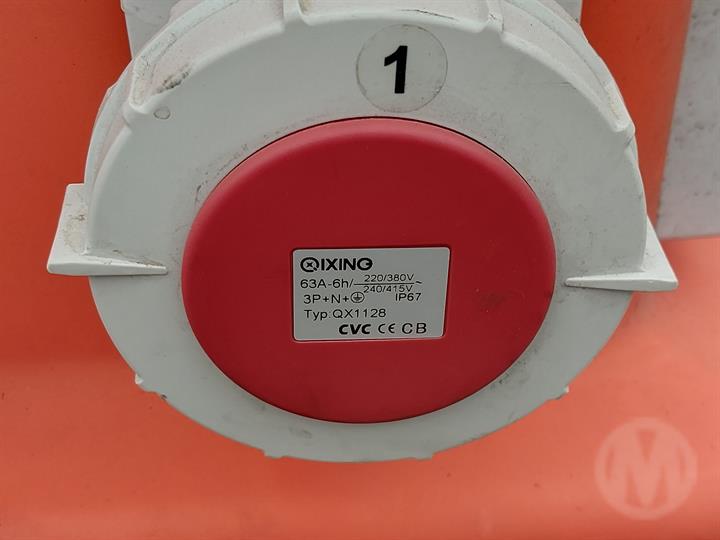 1
QIXING
63A-6h/ 220/380V~
240/415V
3P+N+⏚ IP67
Typ:QX1128
CVC CE CB
M